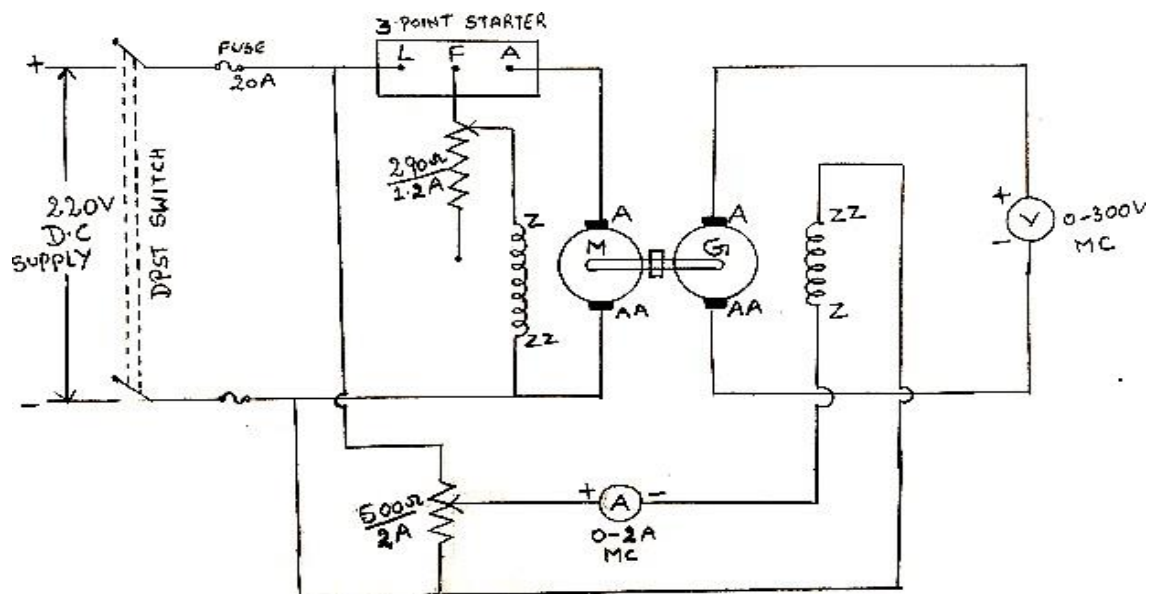 3-POINT STARTER
L F A
FUSE
20A
+
220V
D.C
SUPPLY
-
DPST SWITCH
290Ω
1.2A
Z
ZZ
A
M
AA
A
G
AA
ZZ
Z
+
V
-
0-300V
MC
500Ω
2A
+
A
-
0-2A
MC